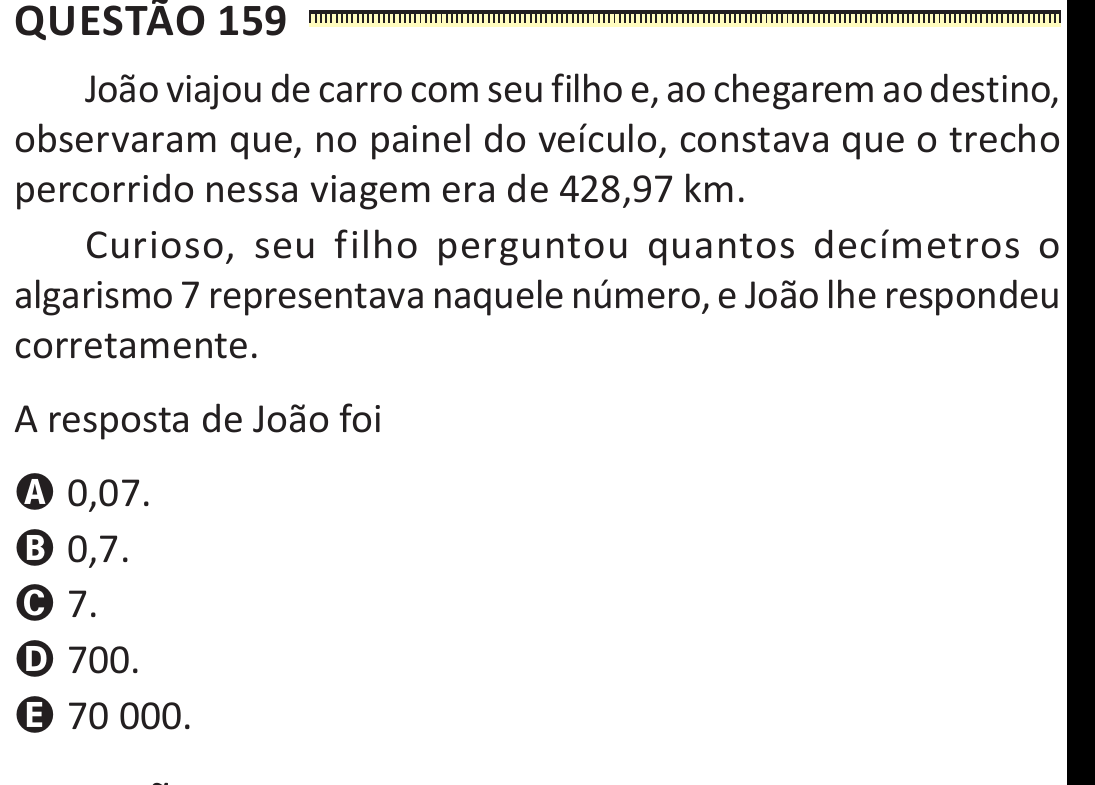 QUESTÃO 159
João viajou de carro com seu filho e, ao chegarem ao destino,
observaram que, no painel do veículo, constava que o trecho
percorrido nessa viagem era de 428,97 km.
Curioso, seu filho perguntou quantos decímetros o
algarismo 7 representava naquele número, e João lhe respondeu
corretamente.
A resposta de João foi
A 0,07.
B 0,7.
C 7.
D 700.
E 70 000.